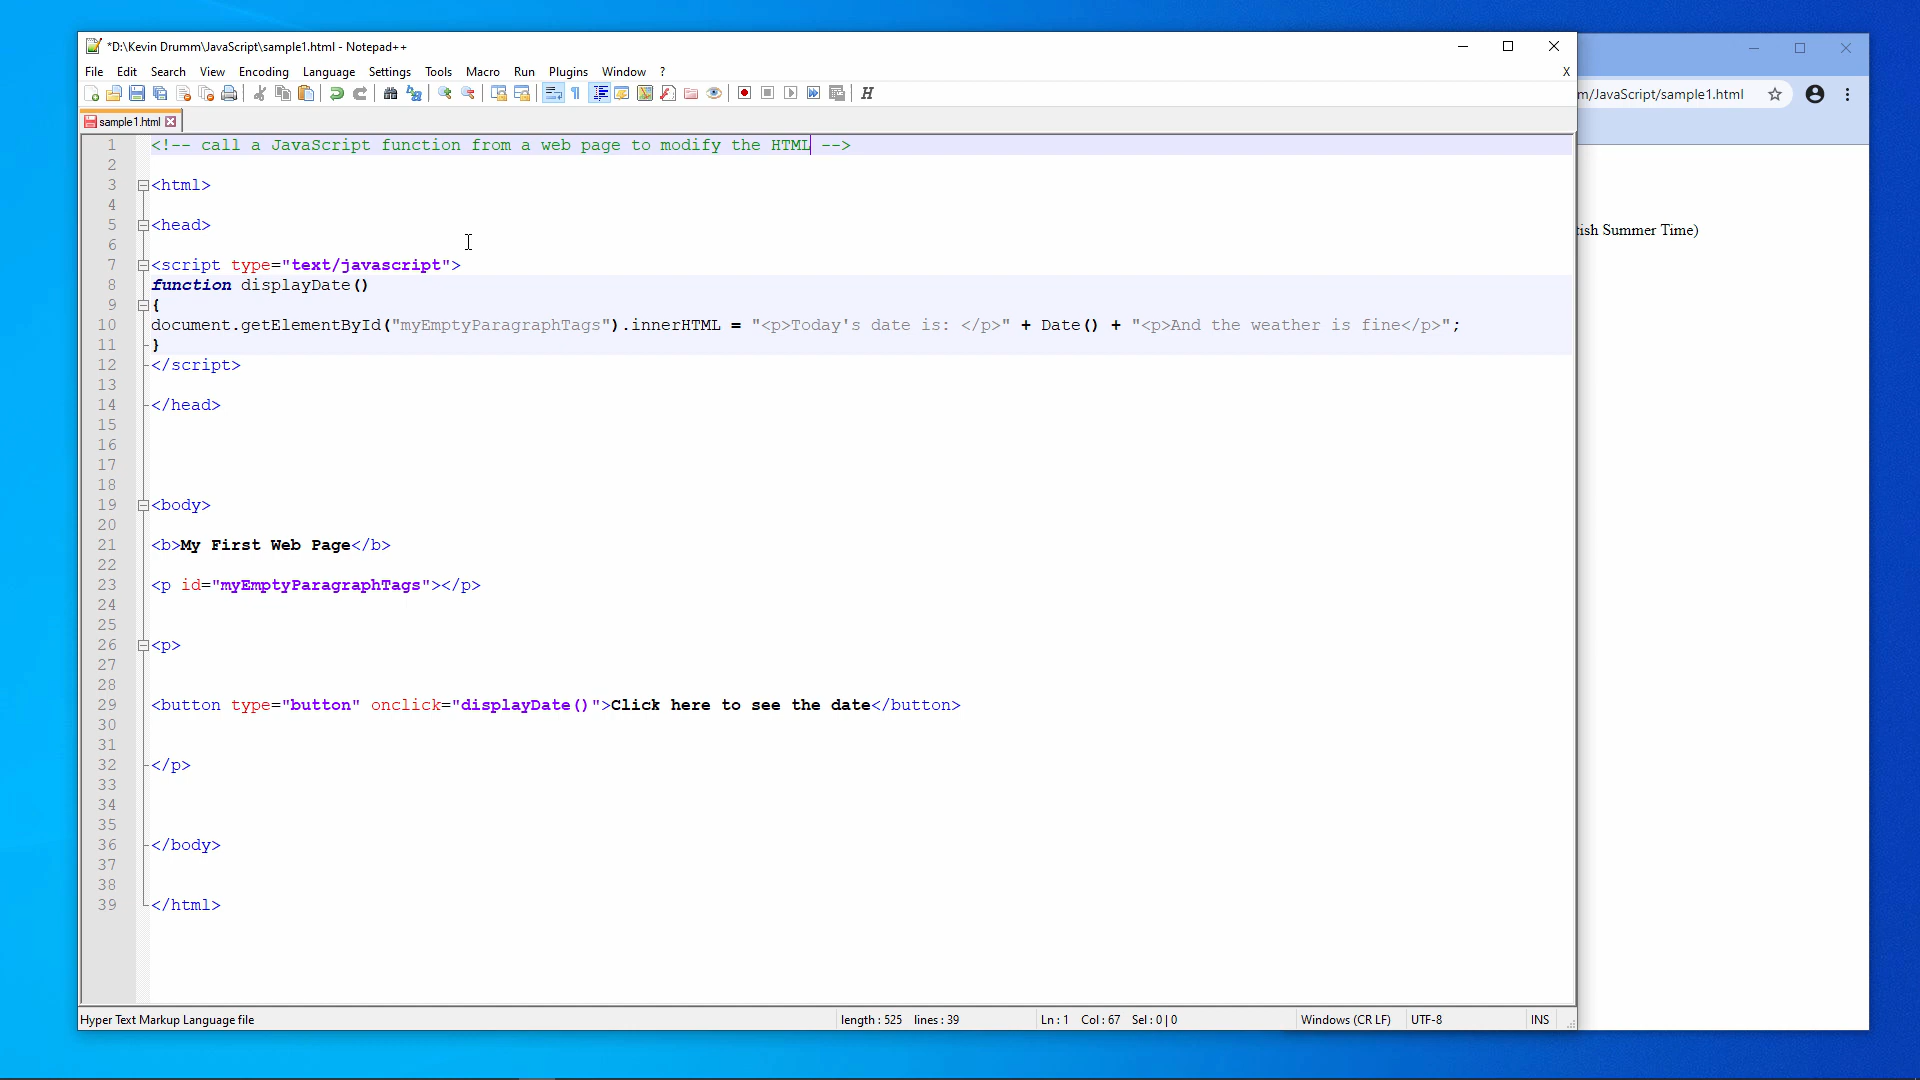 *D:\Kevin Drumm\JavaScript\sample1.html - Notepad++
File Edit Search View Encoding Language Settings Tools Macro Run Plugins Window ? X
m/JavaScript/sample1.html
sample1.html
1 <!-- call a JavaScript function from a web page to modify the HTML -->
2
3 <html>
4
5 <head>
6
7 <script type="text/javascript">
8 function displayDate()
9 {
10 document.getElementById("myEmptyParagraphTags").innerHTML = "<p>Today's date is: </p>" + Date() + "<p>And the weather is fine</p>";
11 }
12 </script>
13
14 </head>
15
16
17
18
19 <body>
20
21 <b>My First Web Page</b>
22
23 <p id="myEmptyParagraphTags"></p>
24
25
26 <p>
27
28
29 <button type="button" onclick="displayDate()">Click here to see the date</button>
30
31
32 </p>
33
34
35
36 </body>
37
38
39 </html>
tish Summer Time)
Hyper Text Markup Language file length : 525 lines : 39 Ln : 1 Col : 67 Sel : 0 | 0 Windows (CR LF) UTF-8 INS